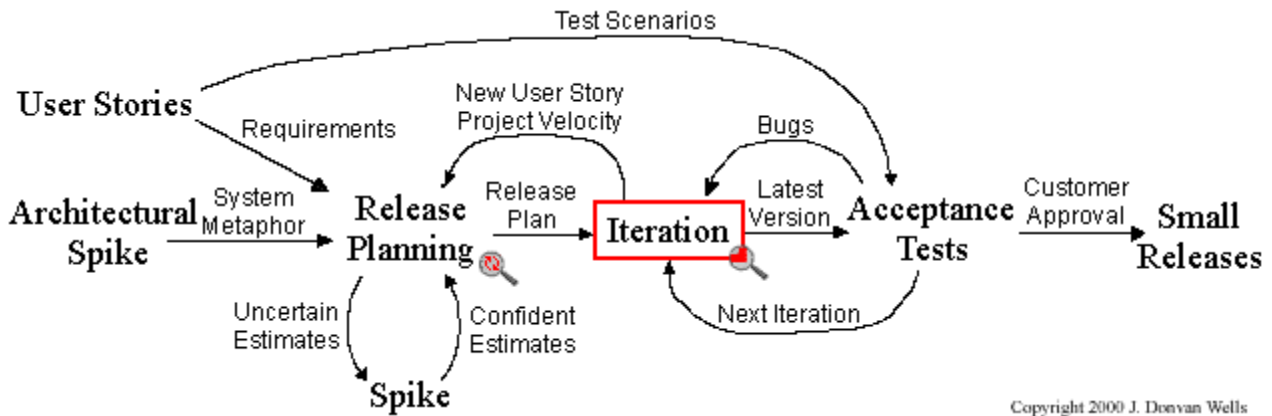 Test Scenarios
User Stories
New User Story
Project Velocity
Bugs
Requirements
Architectural
Spike
System
Metaphor
Release
Planning
Release
Plan
Iteration
Latest
Version
Acceptance
Tests
Customer
Approval
Small
Releases
Uncertain
Estimates
Confident
Estimates
Next Iteration
Spike
Copyright 2000 J. Donvan Wells